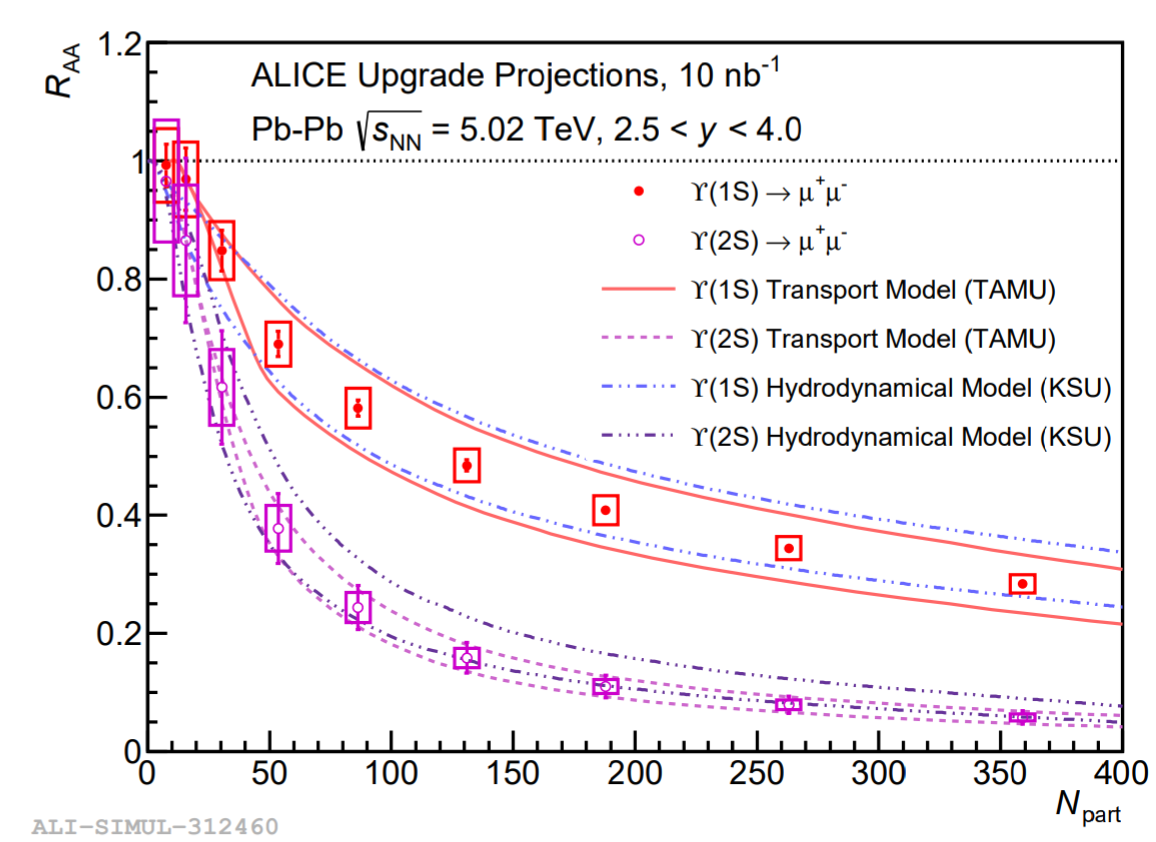 R_AA
1.2
1
0.8
0.6
0.4
0.2
0
ALICE Upgrade Projections, 10 nb⁻¹
Pb-Pb √s_NN = 5.02 TeV, 2.5 < y < 4.0
ϒ(1S) → μ⁺μ⁻
ϒ(2S) → μ⁺μ⁻
ϒ(1S) Transport Model (TAMU)
ϒ(2S) Transport Model (TAMU)
ϒ(1S) Hydrodynamical Model (KSU)
ϒ(2S) Hydrodynamical Model (KSU)
0 50 100 150 200 250 300 350 400
N_part
ALI-SIMUL-312460